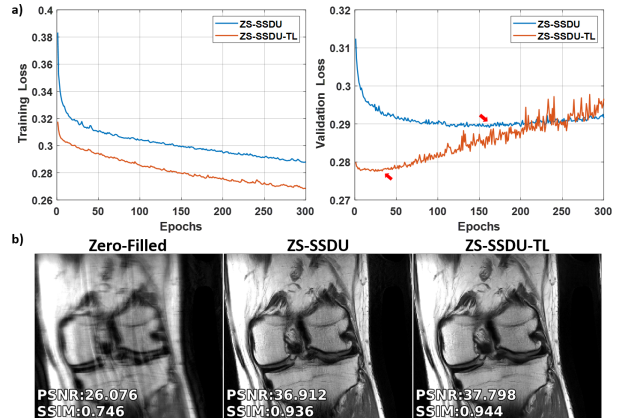 a)
0.4
0.38
0.36
0.34
0.32
0.3
0.28
0.26
Training Loss
ZS-SSDU
ZS-SSDU-TL
0 50 100 150 200 250 300
Epochs
0.32
0.31
0.3
0.29
0.28
0.27
Validation Loss
ZS-SSDU
ZS-SSDU-TL
0 50 100 150 200 250 300
Epochs
b)
Zero-Filled
ZS-SSDU
ZS-SSDU-TL
PSNR:26.076
SSIM:0.746
PSNR:36.912
SSIM:0.936
PSNR:37.798
SSIM:0.944